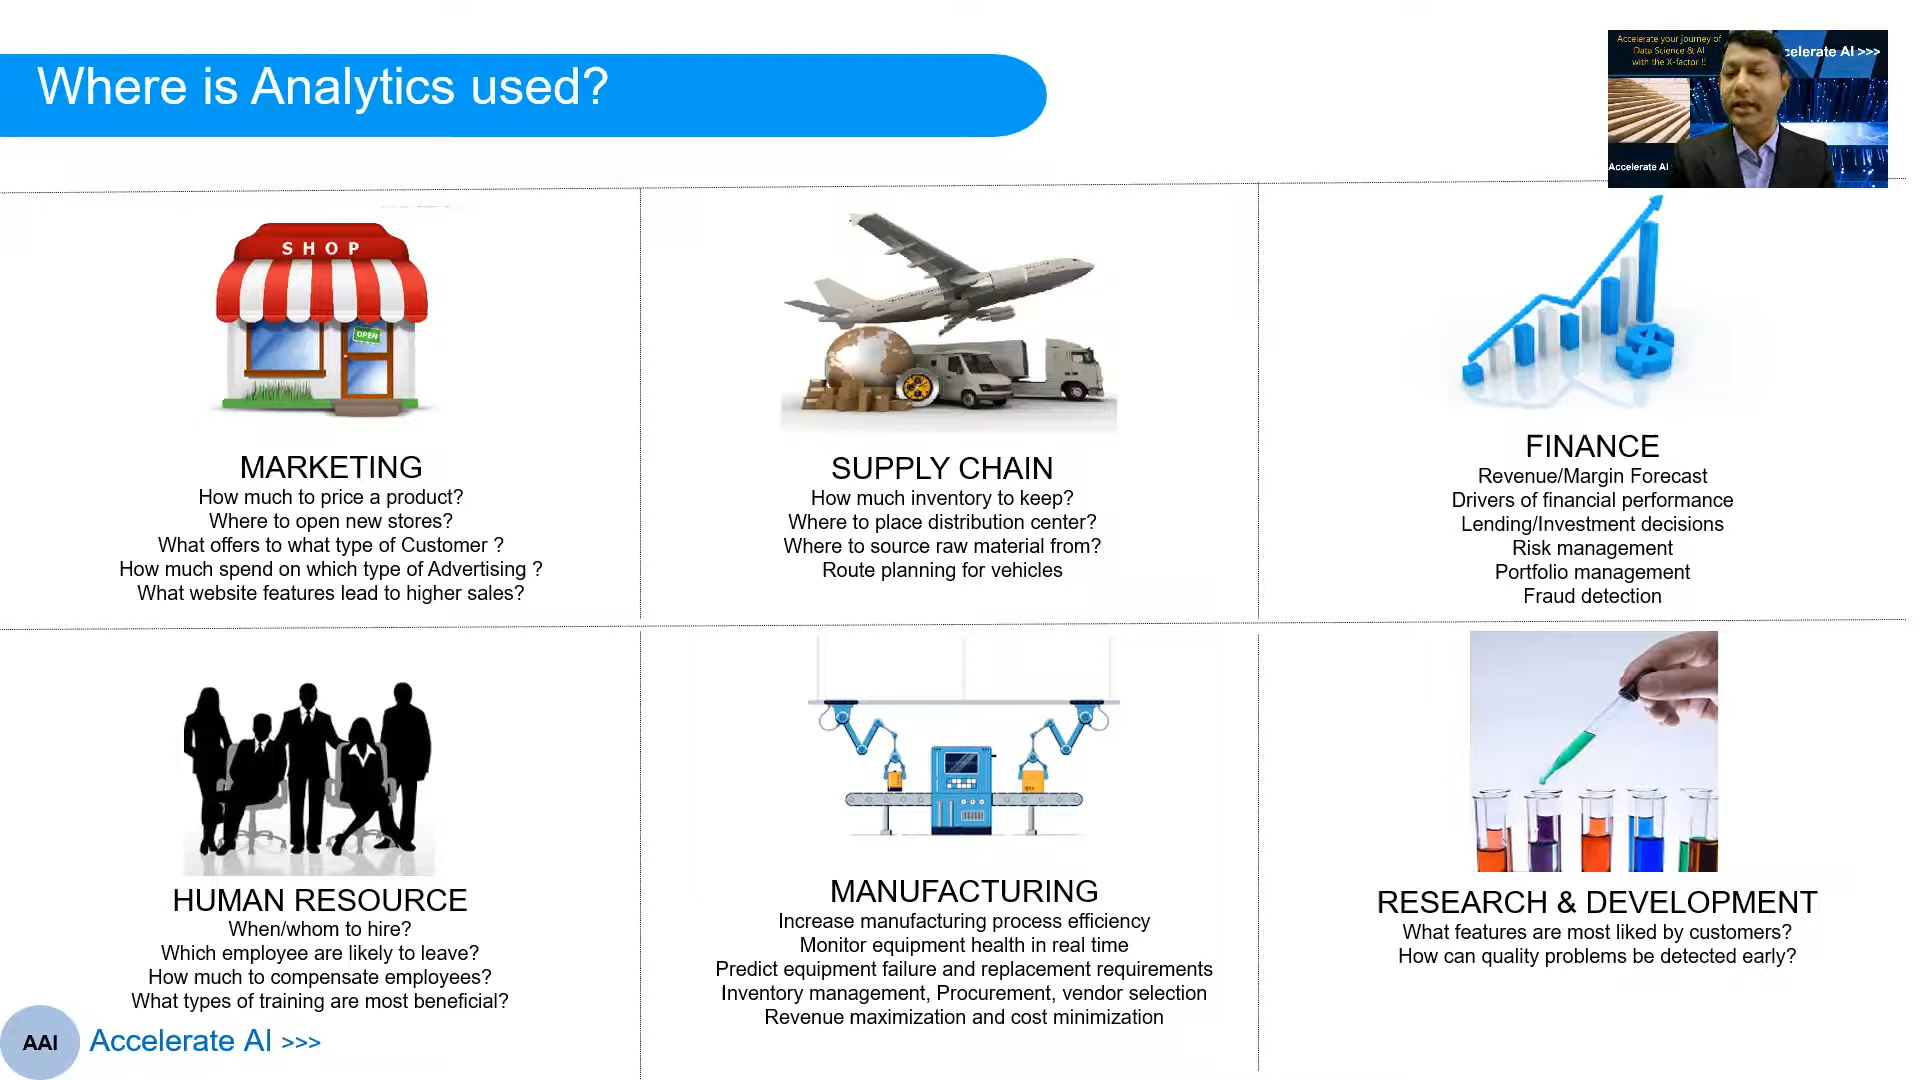 Where is Analytics used?
Accelerate your journey of
Data Science & AI
with the X-factor !!
celerate AI >>>
Accelerate AI
SHOP
OPEN
MARKETING
How much to price a product?
Where to open new stores?
What offers to what type of Customer ?
How much spend on which type of Advertising ?
What website features lead to higher sales?
SUPPLY CHAIN
How much inventory to keep?
Where to place distribution center?
Where to source raw material from?
Route planning for vehicles
FINANCE
Revenue/Margin Forecast
Drivers of financial performance
Lending/Investment decisions
Risk management
Portfolio management
Fraud detection
HUMAN RESOURCE
When/whom to hire?
Which employee are likely to leave?
How much to compensate employees?
What types of training are most beneficial?
MANUFACTURING
Increase manufacturing process efficiency
Monitor equipment health in real time
Predict equipment failure and replacement requirements
Inventory management, Procurement, vendor selection
Revenue maximization and cost minimization
RESEARCH & DEVELOPMENT
What features are most liked by customers?
How can quality problems be detected early?
AAI
Accelerate AI >>>